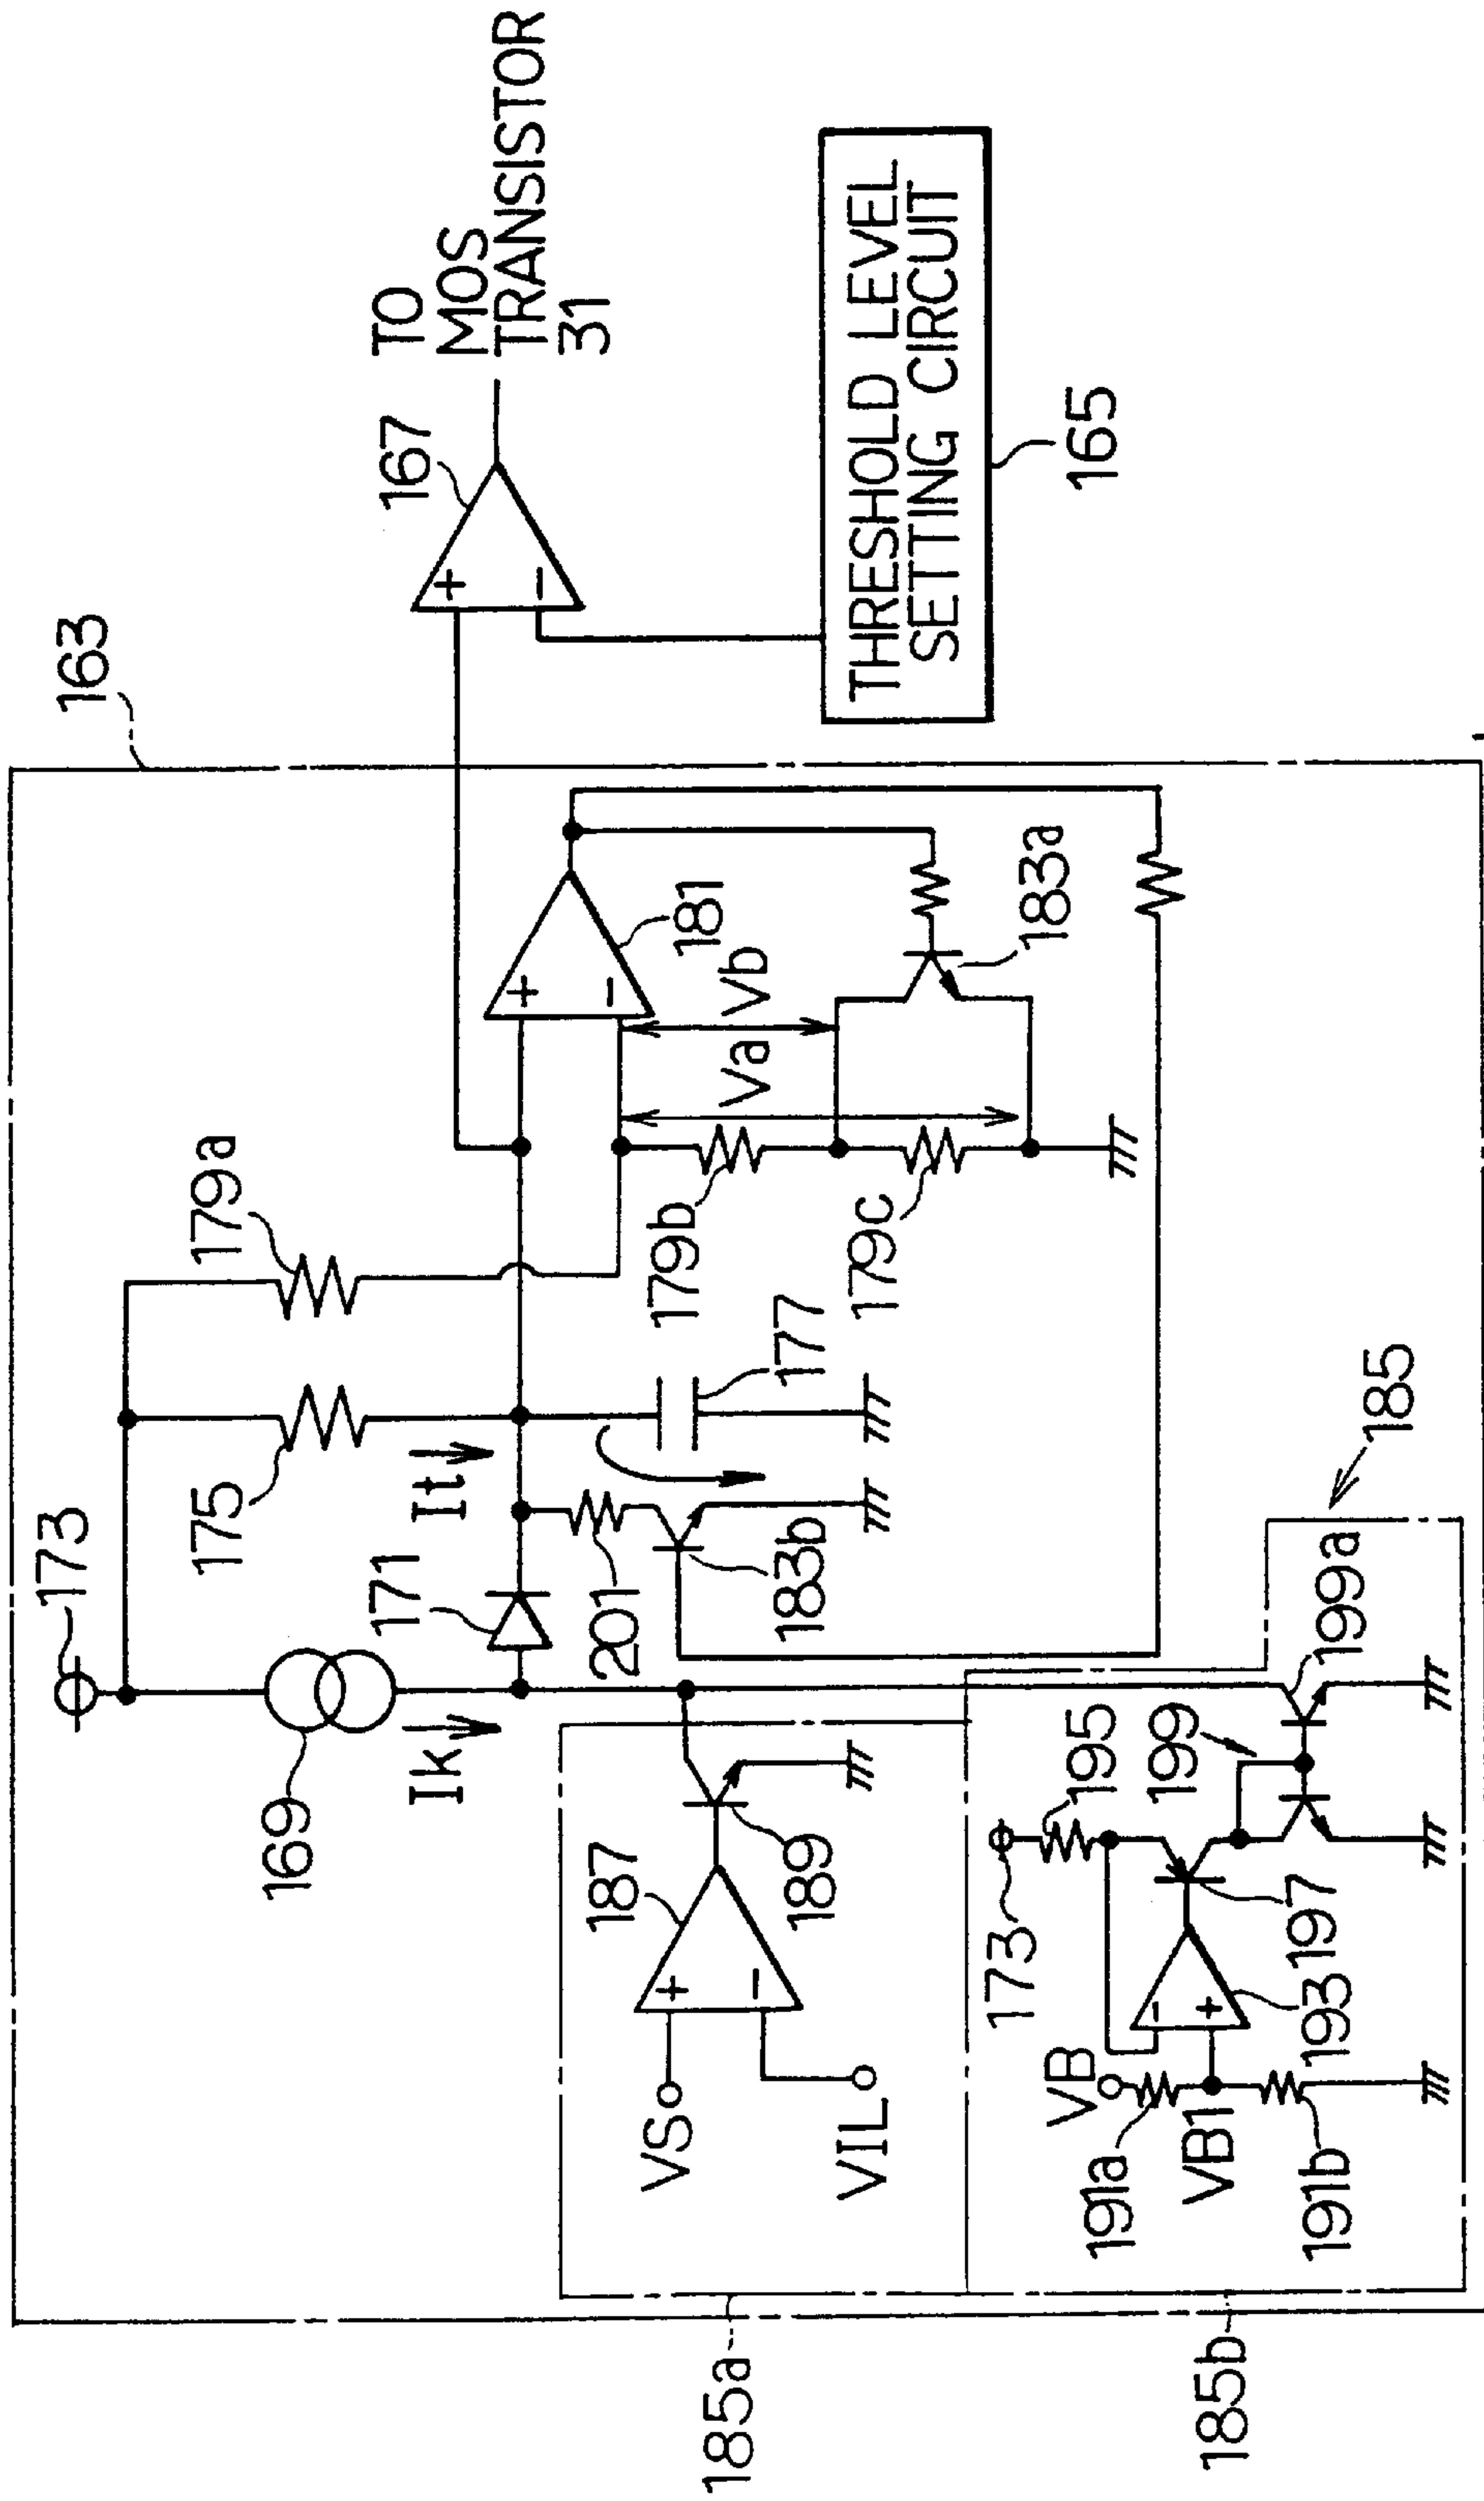 163
173
175
179a
167
TO
MOS
TRANSISTOR
31
169
IK
171
It
181
+
−
+
−
Va
Vb
183a
THRESHOLD LEVEL
SETTING CIRCUIT
165
201
183b
177
179b
179c
187
189
VS
VIL
+
−
185
185a
185b
173
195
199
199a
VB
191a
VB1
191b
−
+
193
197